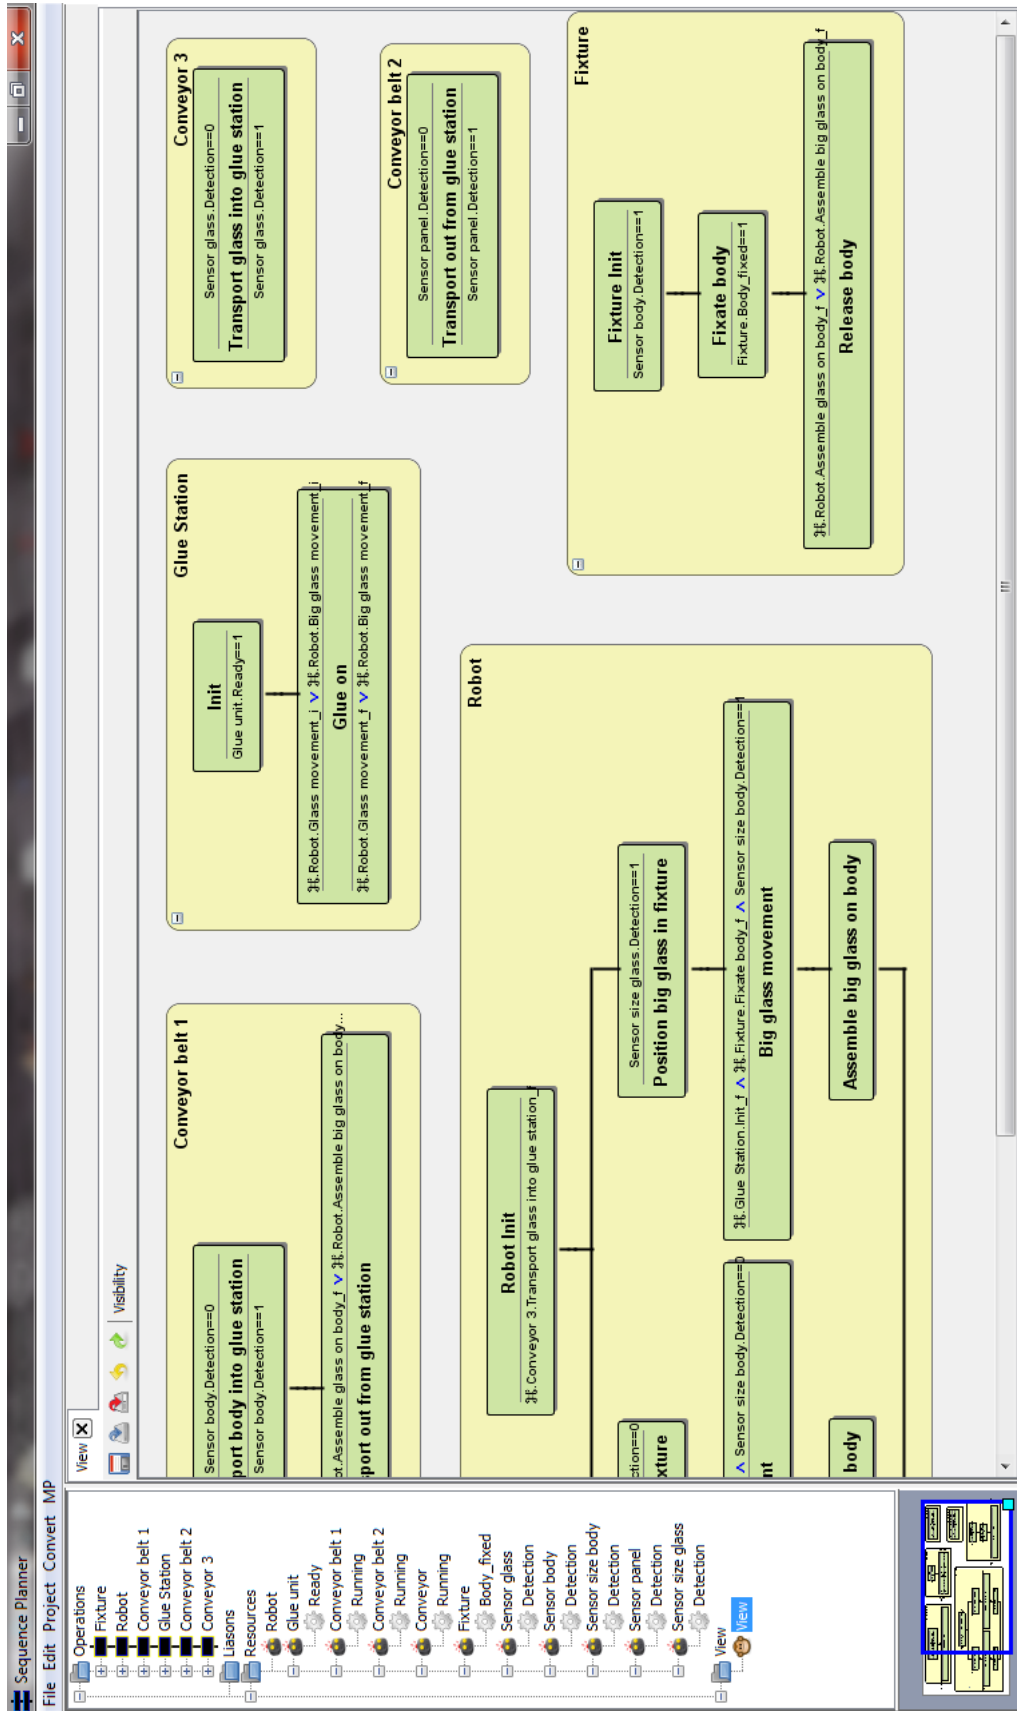 Sequence Planner
File Edit Project Convert MP
Operations
Fixture
Robot
Conveyor belt 1
Glue Station
Conveyor belt 2
Conveyor 3
Liasons
Resources
Robot
Glue unit
Ready
Conveyor belt 1
Running
Conveyor belt 2
Running
Conveyor
Running
Fixture
Body_fixed
Sensor glass
Detection
Sensor body
Detection
Sensor size body
Detection
Sensor panel
Detection
Sensor size glass
Detection
View
View
View
Visibility
Conveyor belt 1
Sensor body.Detection==0
port body into glue station
Sensor body.Detection==1
ot.Assemble glass on body_f ∨ ⌘.Robot.Assemble big glass on body...
sport out from glue station
Glue Station
Init
Glue unit.Ready==1
⌘.Robot.Glass movement_i ∨ ⌘.Robot.Big glass movement_i
Glue on
⌘.Robot.Glass movement_f ∨ ⌘.Robot.Big glass movement_f
Conveyor 3
Sensor glass.Detection==0
Transport glass into glue station
Sensor glass.Detection==1
Conveyor belt 2
Sensor panel.Detection==0
Transport out from glue station
Sensor panel.Detection==1
Robot
Robot Init
⌘.Conveyor 3.Transport glass into glue station_f
ction==0
xture
∧ Sensor size body.Detection==0
nt
body
Sensor size glass.Detection==1
Position big glass in fixture
⌘.Glue Station.Init_f ∧ ⌘.Fixture.Fixate body_f ∧ Sensor size body.Detection==1
Big glass movement
Assemble big glass on body
Fixture
Fixture Init
Sensor body.Detection==1
Fixate body
Fixture.Body_fixed==1
⌘.Robot.Assemble glass on body_f ∨ ⌘.Robot.Assemble big glass on body_f
Release body